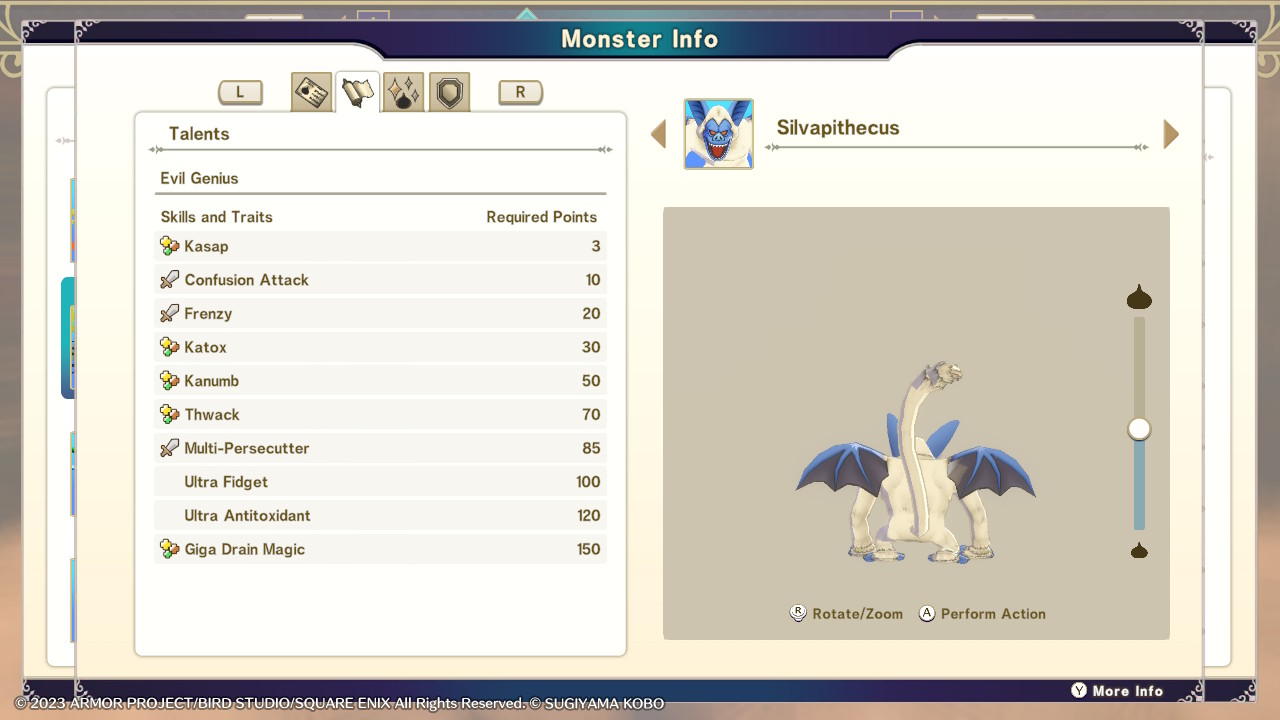 Monster Info
L
R
Talents
Evil Genius
Skills and Traits Required Points
Kasap 3
Confusion Attack 10
Frenzy 20
Katox 30
Kanumb 50
Thwack 70
Multi-Persecutter 85
Ultra Fidget 100
Ultra Antitoxidant 120
Giga Drain Magic 150
Silvapithecus
R Rotate/Zoom A Perform Action
Y More Info
© 2023 ARMOR PROJECT/BIRD STUDIO/SQUARE ENIX All Rights Reserved. © SUGIYAMA KOBO